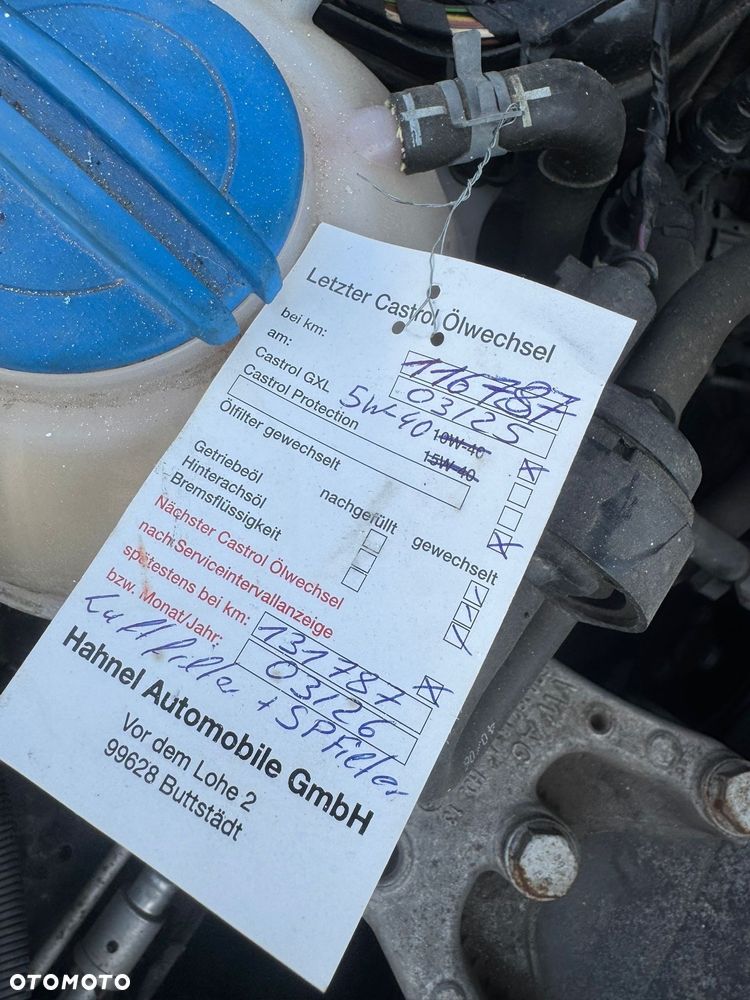 Letzter Castrol Ölwechsel
bei km: 116787
am: 03/25
Castrol GXL 5W-40 10W-40
Castrol Protection 15W-40
Ölfilter gewechselt
nachgefüllt gewechselt
Getriebeöl
Hinterachsöl
Bremsflüssigkeit
Nächster Castrol Ölwechsel
nach Serviceintervallanzeige
spätestens bei km: 131787
bzw. Monat/Jahr: 03/26
Luftfilter + SPFilter
Hahnel Automobile GmbH
Vor dem Lohe 2
99628 Buttstädt
VW AG
OTOMOTO